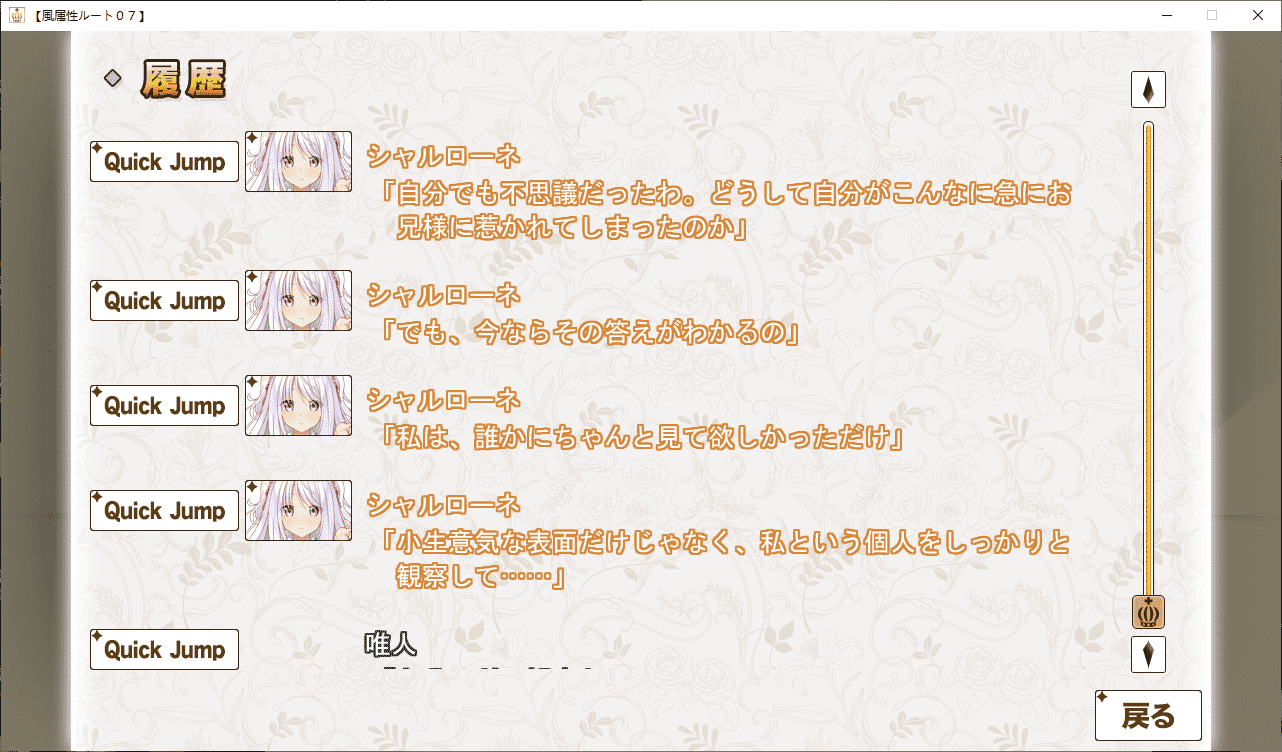 【風属性ルート０７】
履歴
Quick Jump
シャルローネ
「自分でも不思議だったわ。どうして自分がこんなに急にお
兄様に惹かれてしまったのか」
Quick Jump
シャルローネ
「でも、今ならその答えがわかるの」
Quick Jump
シャルローネ
「私は、誰かにちゃんと見て欲しかっただけ」
Quick Jump
シャルローネ
「小生意気な表面だけじゃなく、私という個人をしっかりと
観察して……」
Quick Jump
唯人
戻る